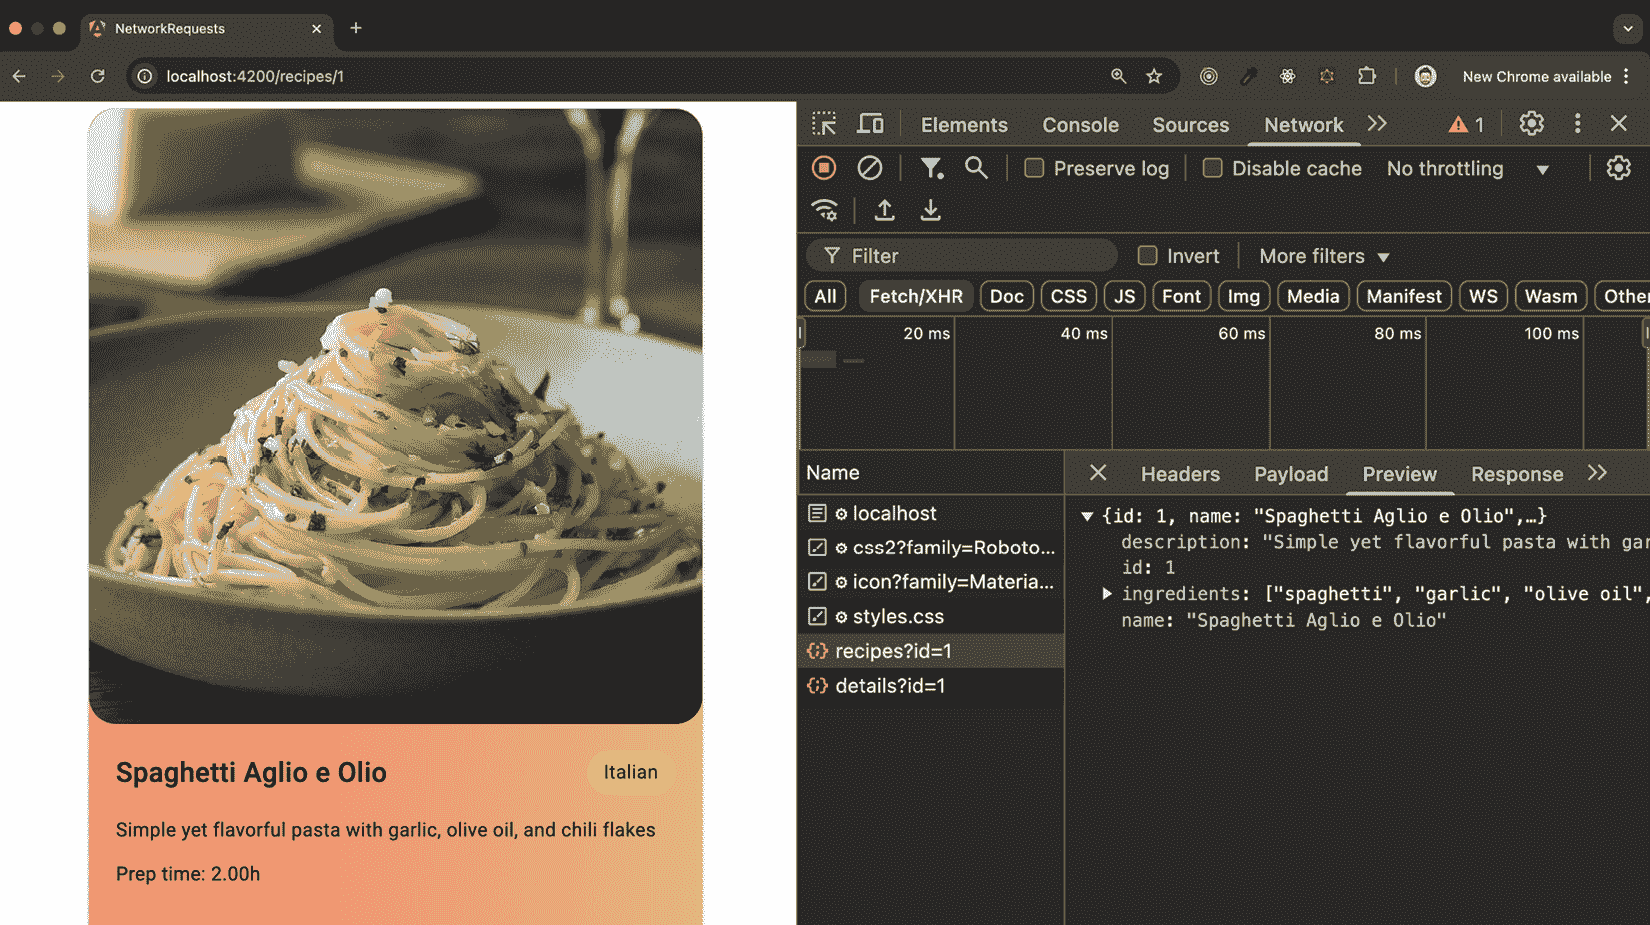 NetworkRequests
localhost:4200/recipes/1
New Chrome available
Elements Console Sources Network 1
Preserve log Disable cache No throttling
Filter Invert More filters
All Fetch/XHR Doc CSS JS Font Img Media Manifest WS Wasm Other
20 ms 40 ms 60 ms 80 ms 100 ms
Name
Headers Payload Preview Response
localhost
css2?family=Roboto...
icon?family=Materia...
styles.css
recipes?id=1
details?id=1
{id: 1, name: "Spaghetti Aglio e Olio",…}
description: "Simple yet flavorful pasta with gar
id: 1
ingredients: ["spaghetti", "garlic", "olive oil",
name: "Spaghetti Aglio e Olio"
Spaghetti Aglio e Olio
Italian
Simple yet flavorful pasta with garlic, olive oil, and chili flakes
Prep time: 2.00h